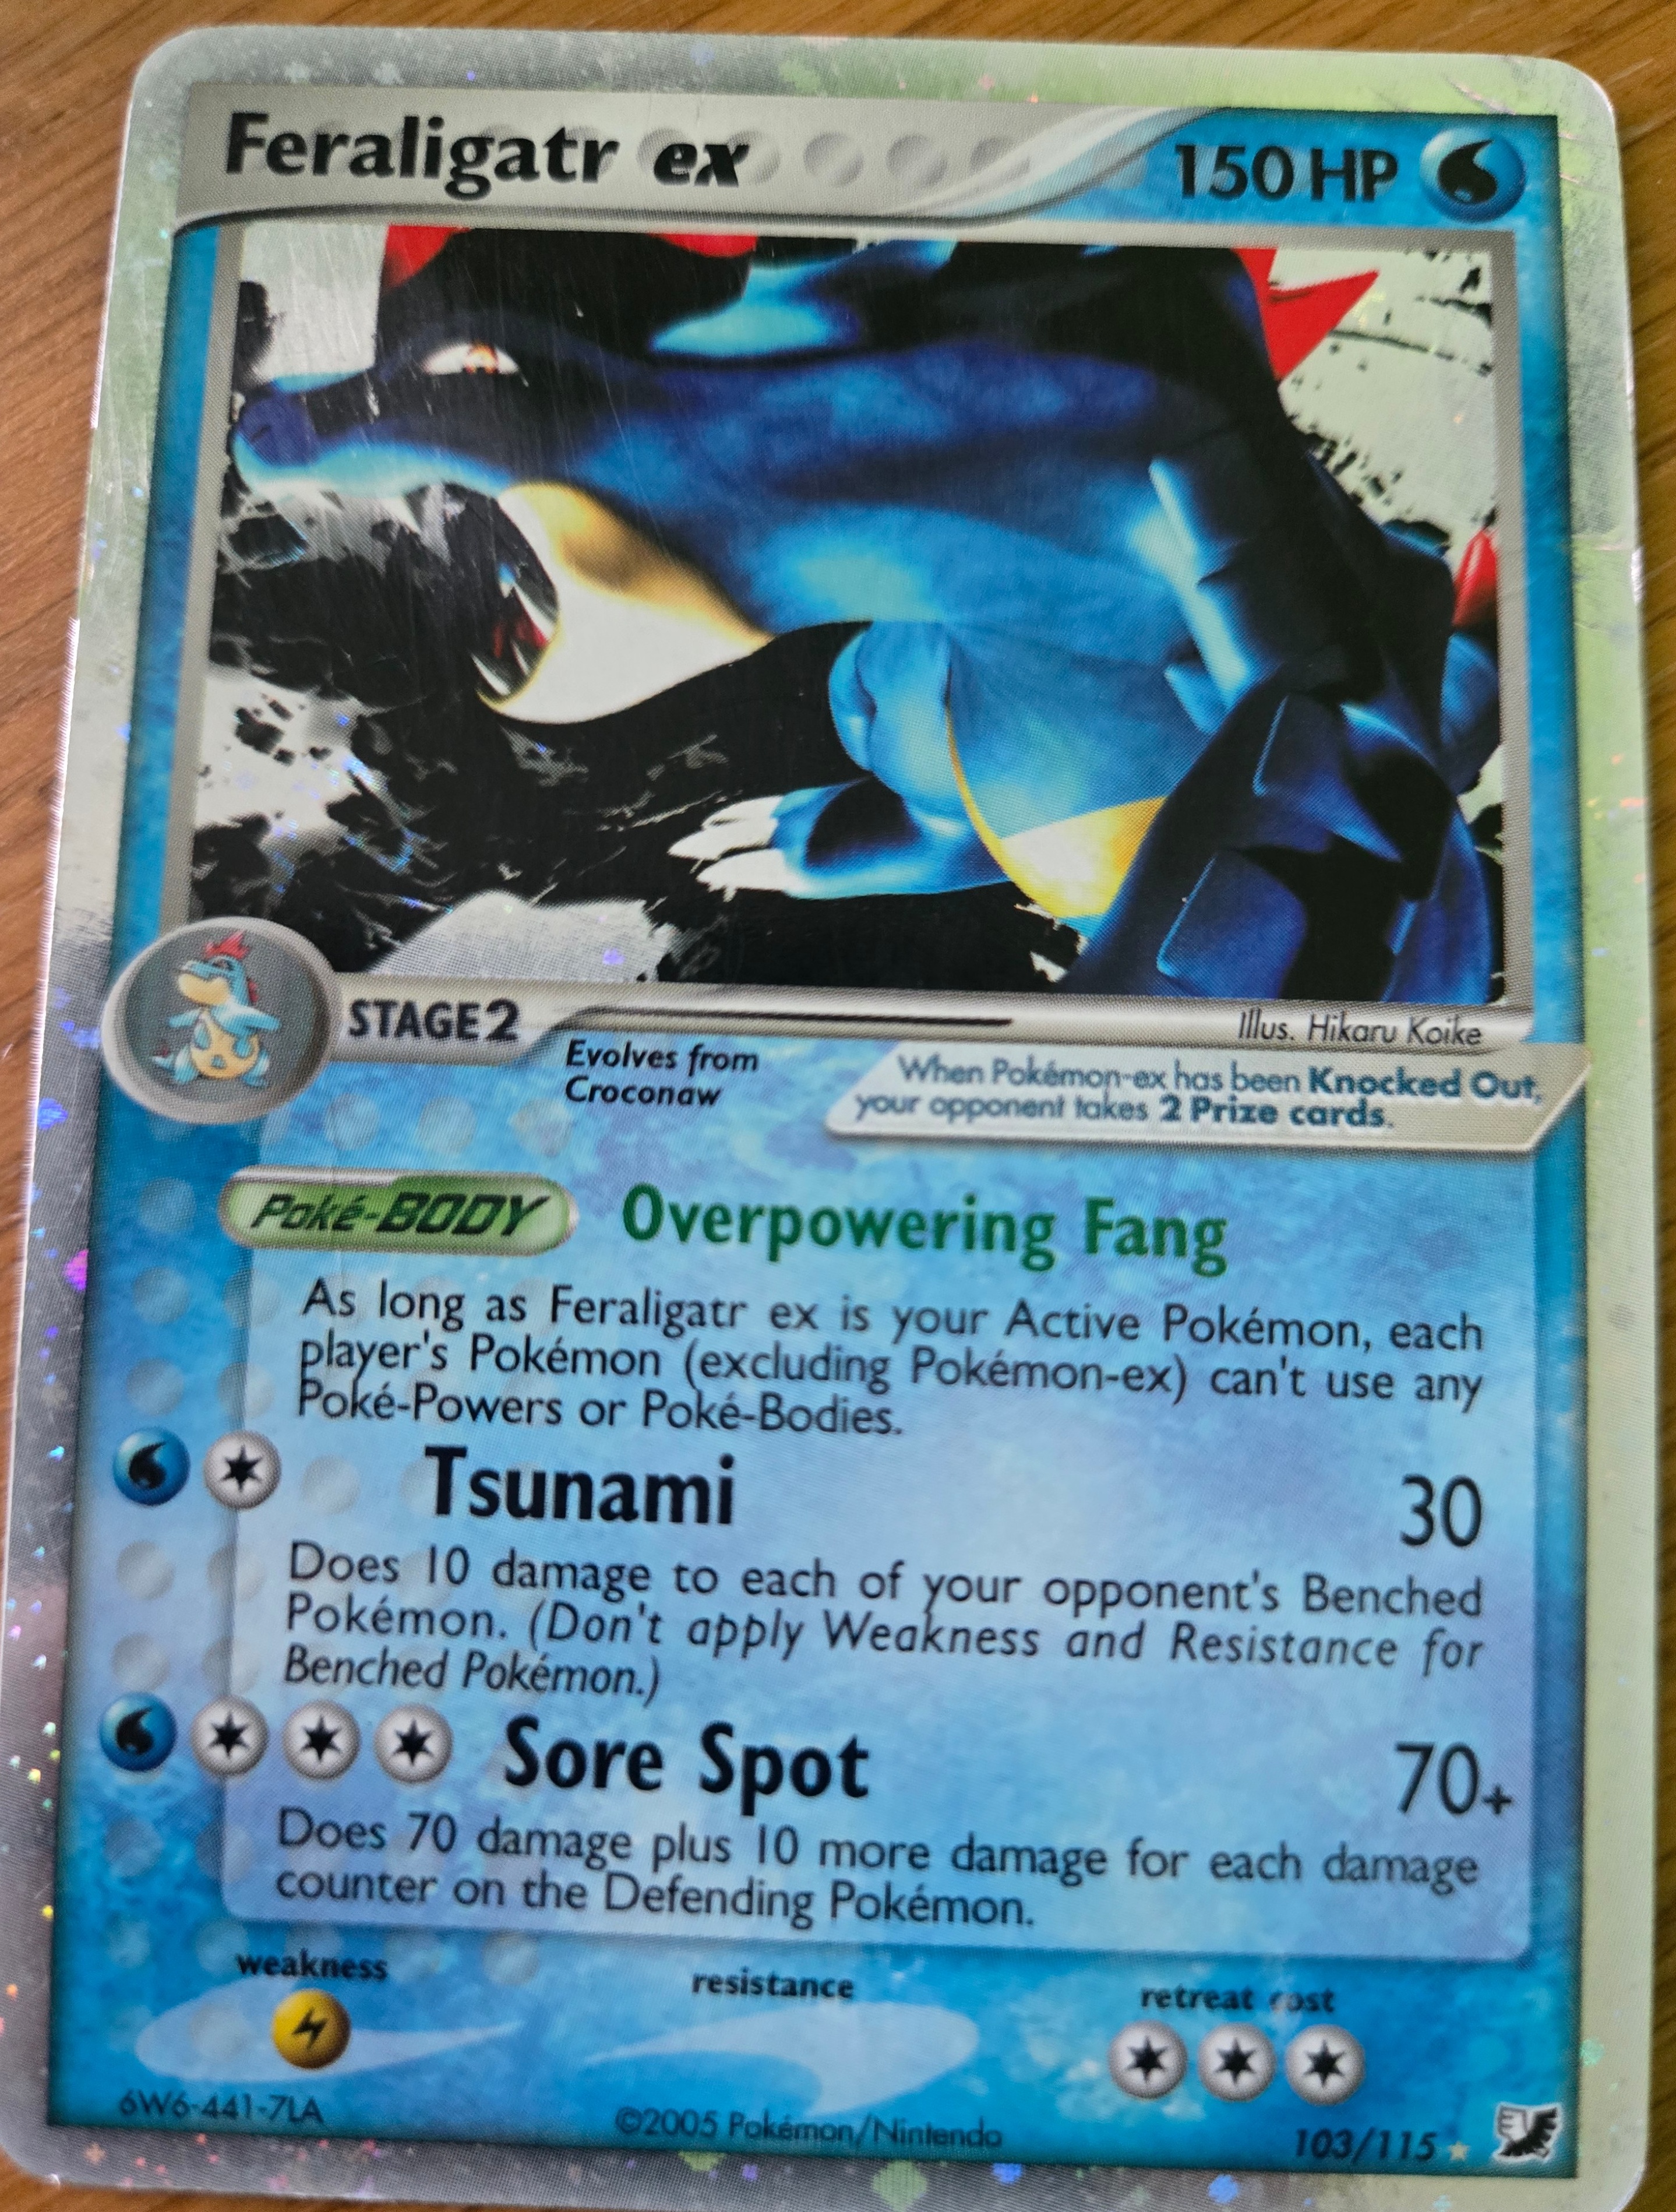 Feraligatr ex 150 HP
STAGE 2
Illus. Hikaru Koike
Evolves from
Croconaw
When Pokémon-ex has been Knocked Out,
your opponent takes 2 Prize cards.
Poké-BODY Overpowering Fang
As long as Feraligatr ex is your Active Pokémon, each
player's Pokémon (excluding Pokémon-ex) can't use any
Poké-Powers or Poké-Bodies.
Tsunami 30
Does 10 damage to each of your opponent's Benched
Pokémon. (Don't apply Weakness and Resistance for
Benched Pokémon.)
Sore Spot 70+
Does 70 damage plus 10 more damage for each damage
counter on the Defending Pokémon.
weakness resistance retreat cost
6W6-441-7LA
©2005 Pokémon/Nintendo
103/115